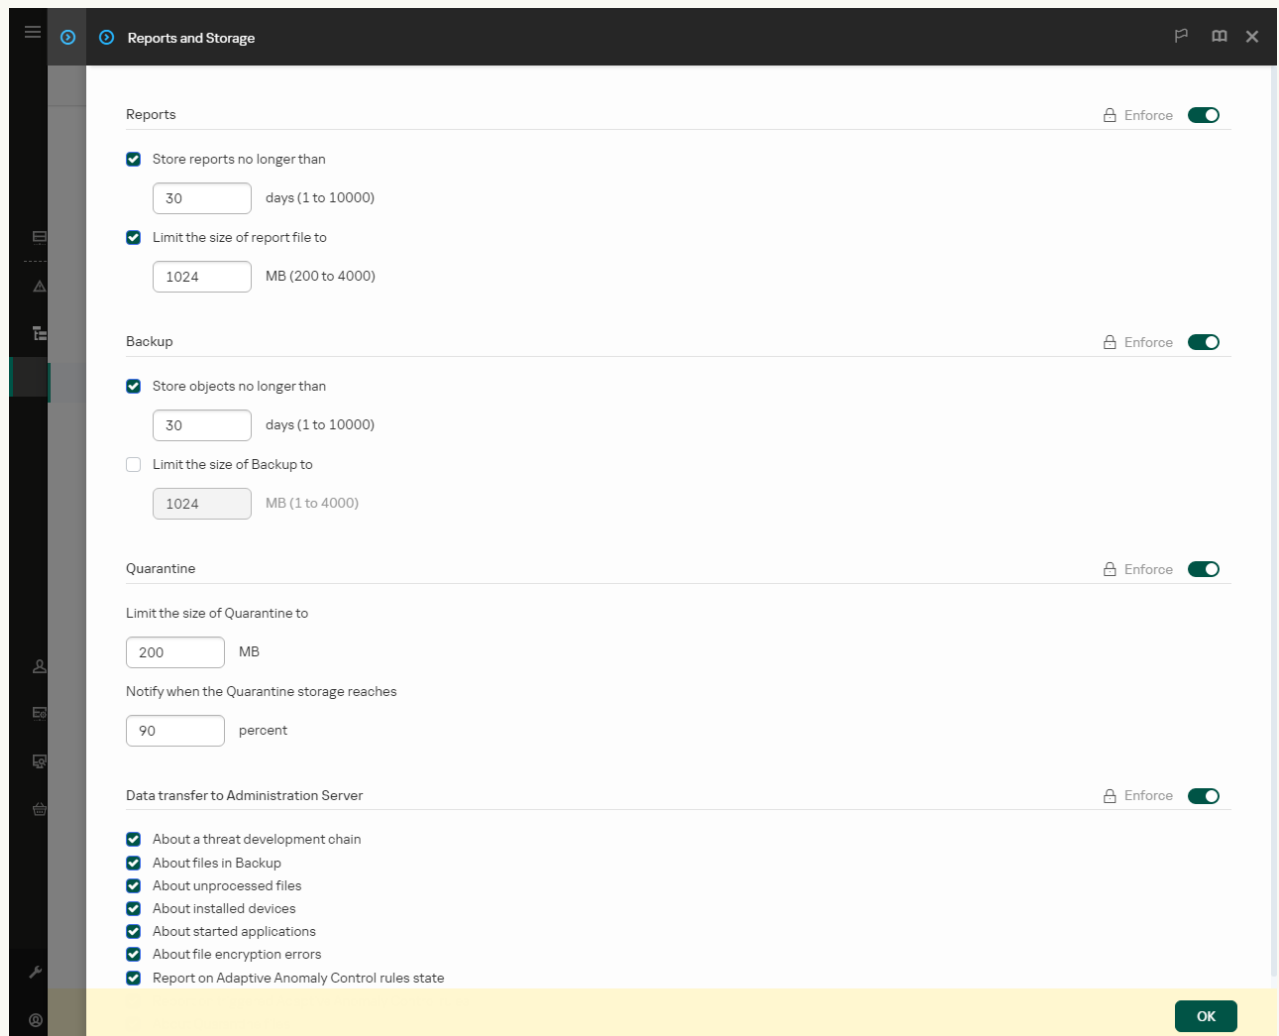 Reports and Storage
Reports
Enforce
Store reports no longer than
30 days (1 to 10000)
Limit the size of report file to
1024 MB (200 to 4000)
Backup
Enforce
Store objects no longer than
30 days (1 to 10000)
Limit the size of Backup to
1024 MB (1 to 4000)
Quarantine
Enforce
Limit the size of Quarantine to
200 MB
Notify when the Quarantine storage reaches
90 percent
Data transfer to Administration Server
Enforce
About a threat development chain
About files in Backup
About unprocessed files
About installed devices
About started applications
About file encryption errors
Report on Adaptive Anomaly Control rules state
OK